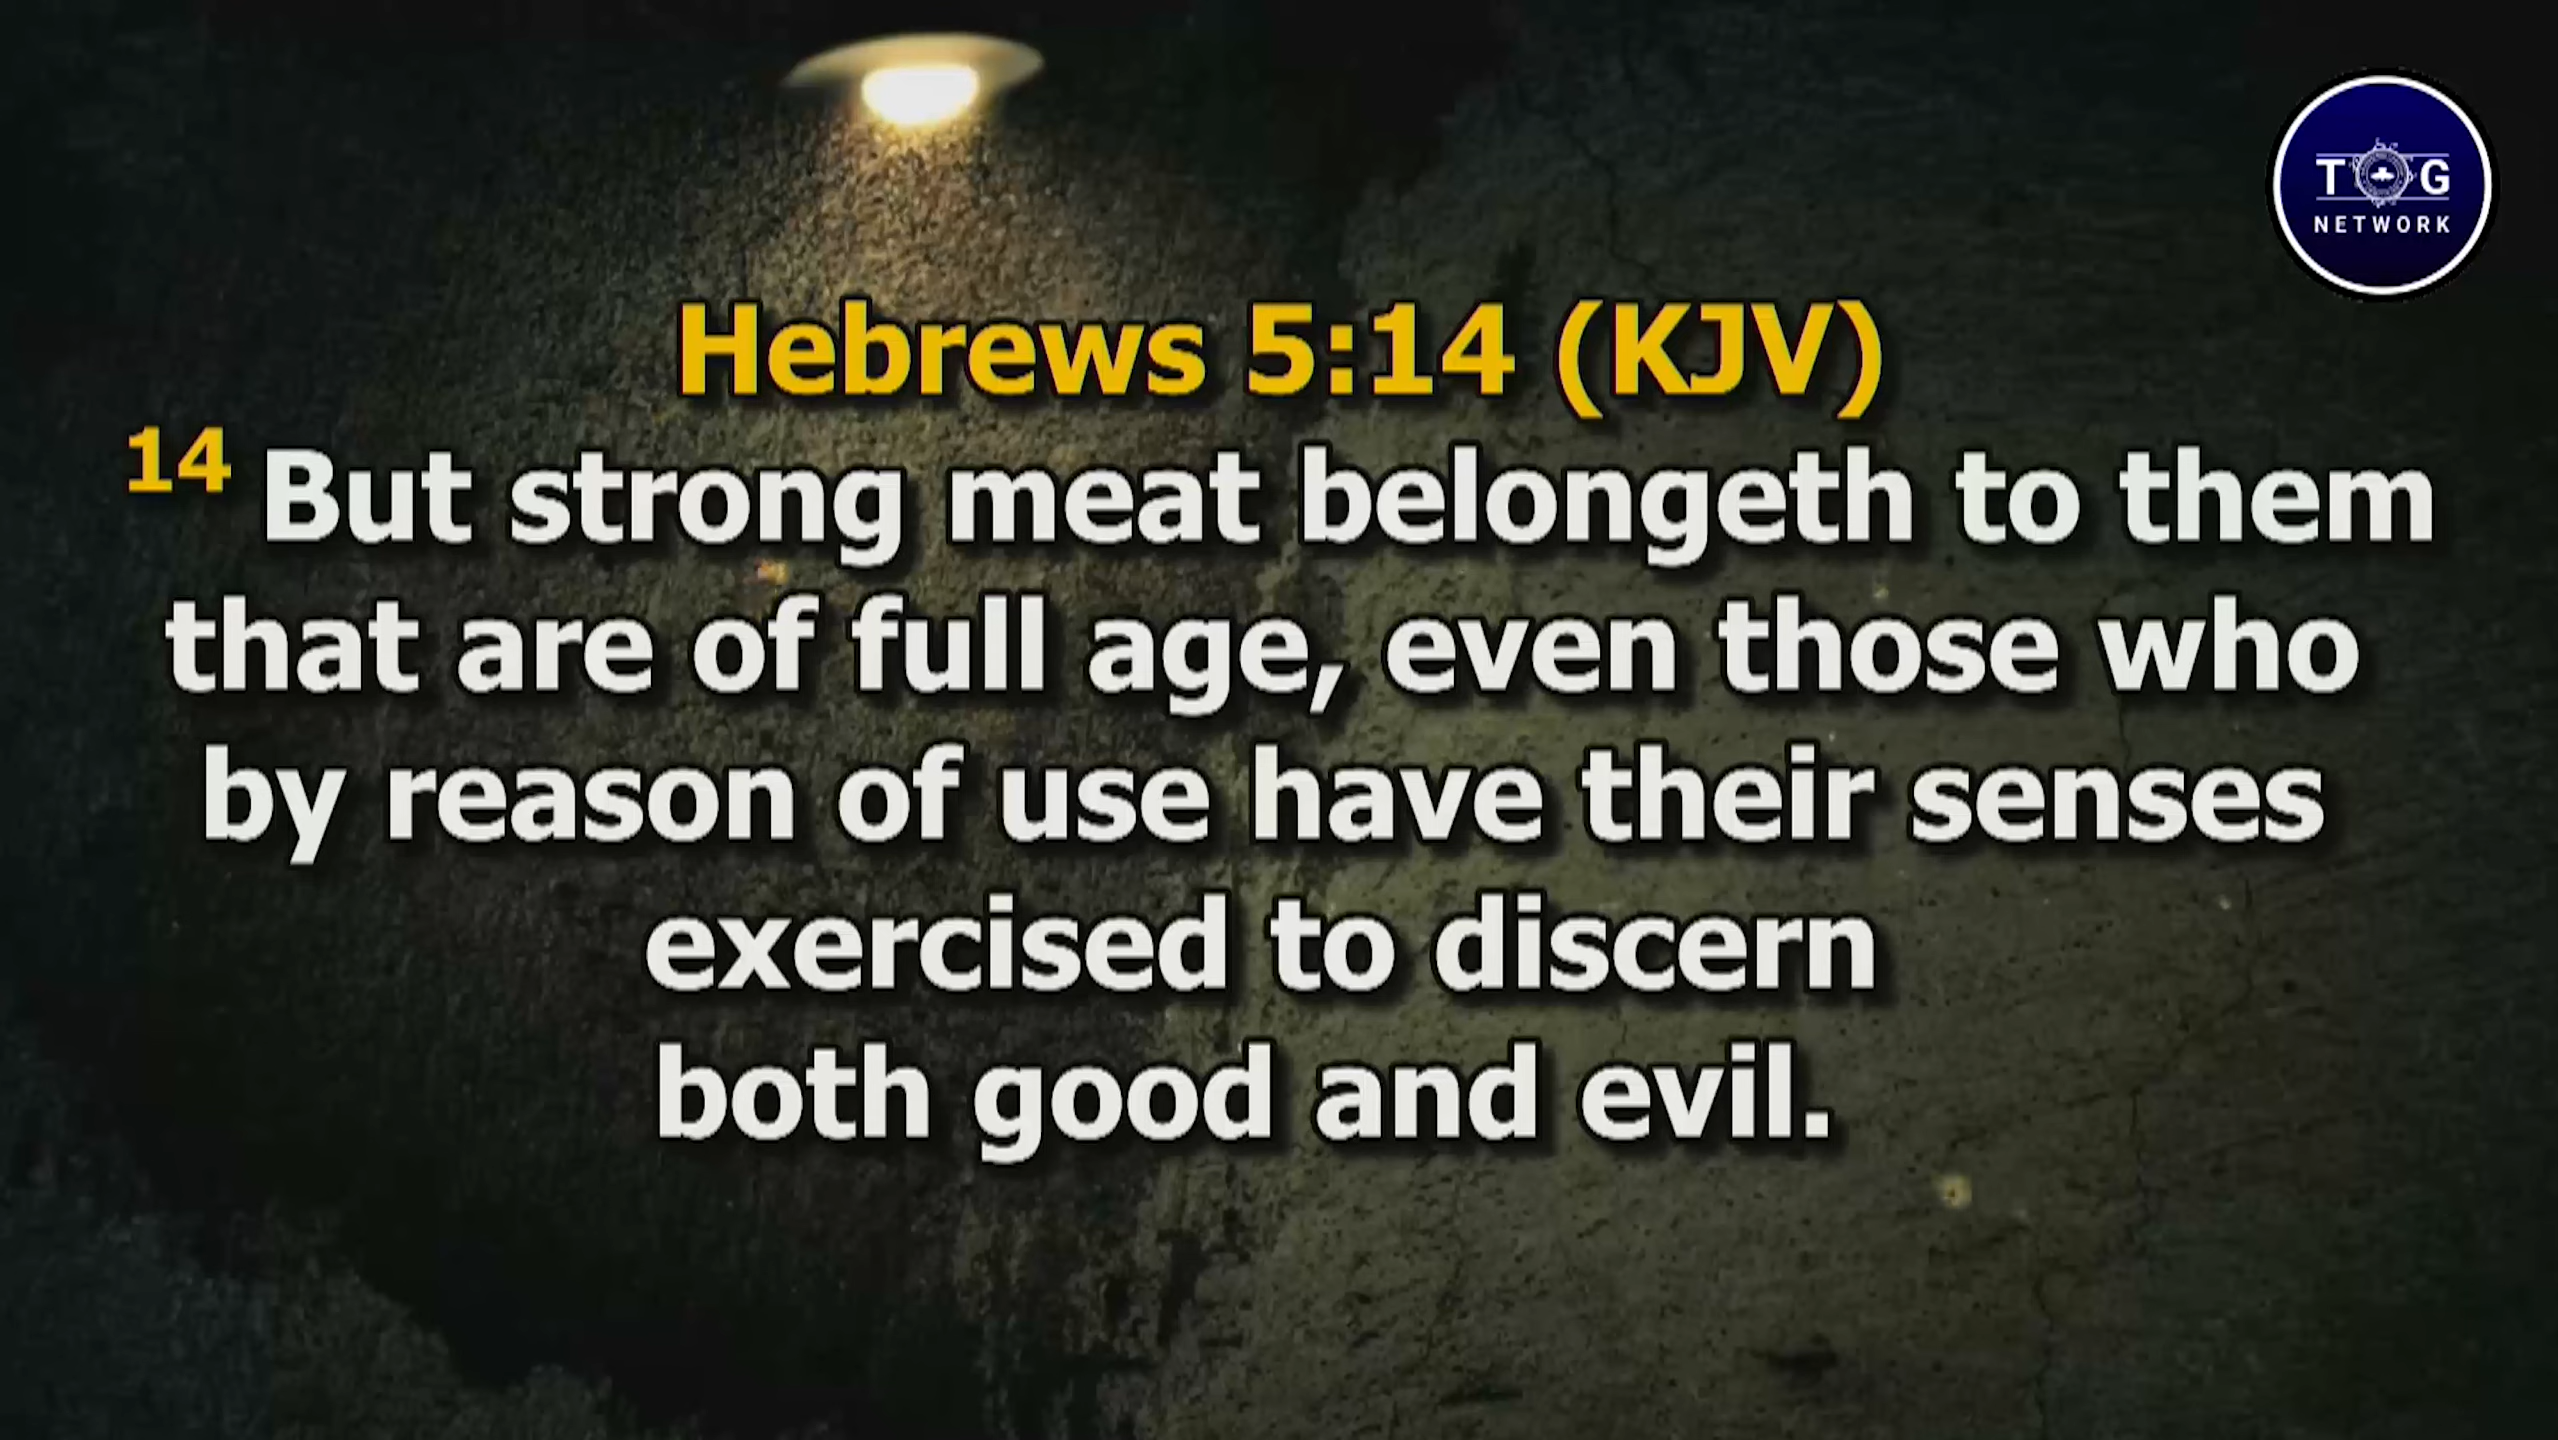 T G
NETWORK
Hebrews 5:14 (KJV)
14 But strong meat belongeth to them
that are of full age, even those who
by reason of use have their senses
exercised to discern
both good and evil.